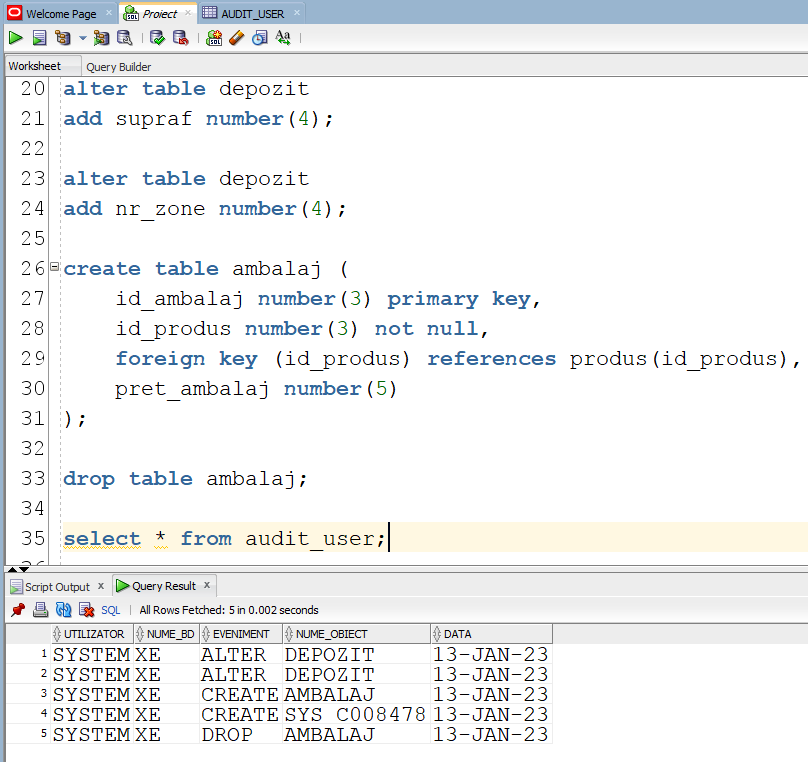 Welcome Page
Proiect
AUDIT_USER
Worksheet
Query Builder
20 alter table depozit
21 add supraf number(4);
22
23 alter table depozit
24 add nr_zone number(4);
25
26 create table ambalaj (
27 id_ambalaj number(3) primary key,
28 id_produs number(3) not null,
29 foreign key (id_produs) references produs(id_produs),
30 pret_ambalaj number(5)
31 );
32
33 drop table ambalaj;
34
35 select * from audit_user;
Script Output
Query Result
SQL All Rows Fetched: 5 in 0.002 seconds
UTILIZATOR NUME_BD EVENIMENT NUME_OBIECT DATA
1 SYSTEM XE ALTER DEPOZIT 13-JAN-23
2 SYSTEM XE ALTER DEPOZIT 13-JAN-23
3 SYSTEM XE CREATE AMBALAJ 13-JAN-23
4 SYSTEM XE CREATE SYS_C008478 13-JAN-23
5 SYSTEM XE DROP AMBALAJ 13-JAN-23